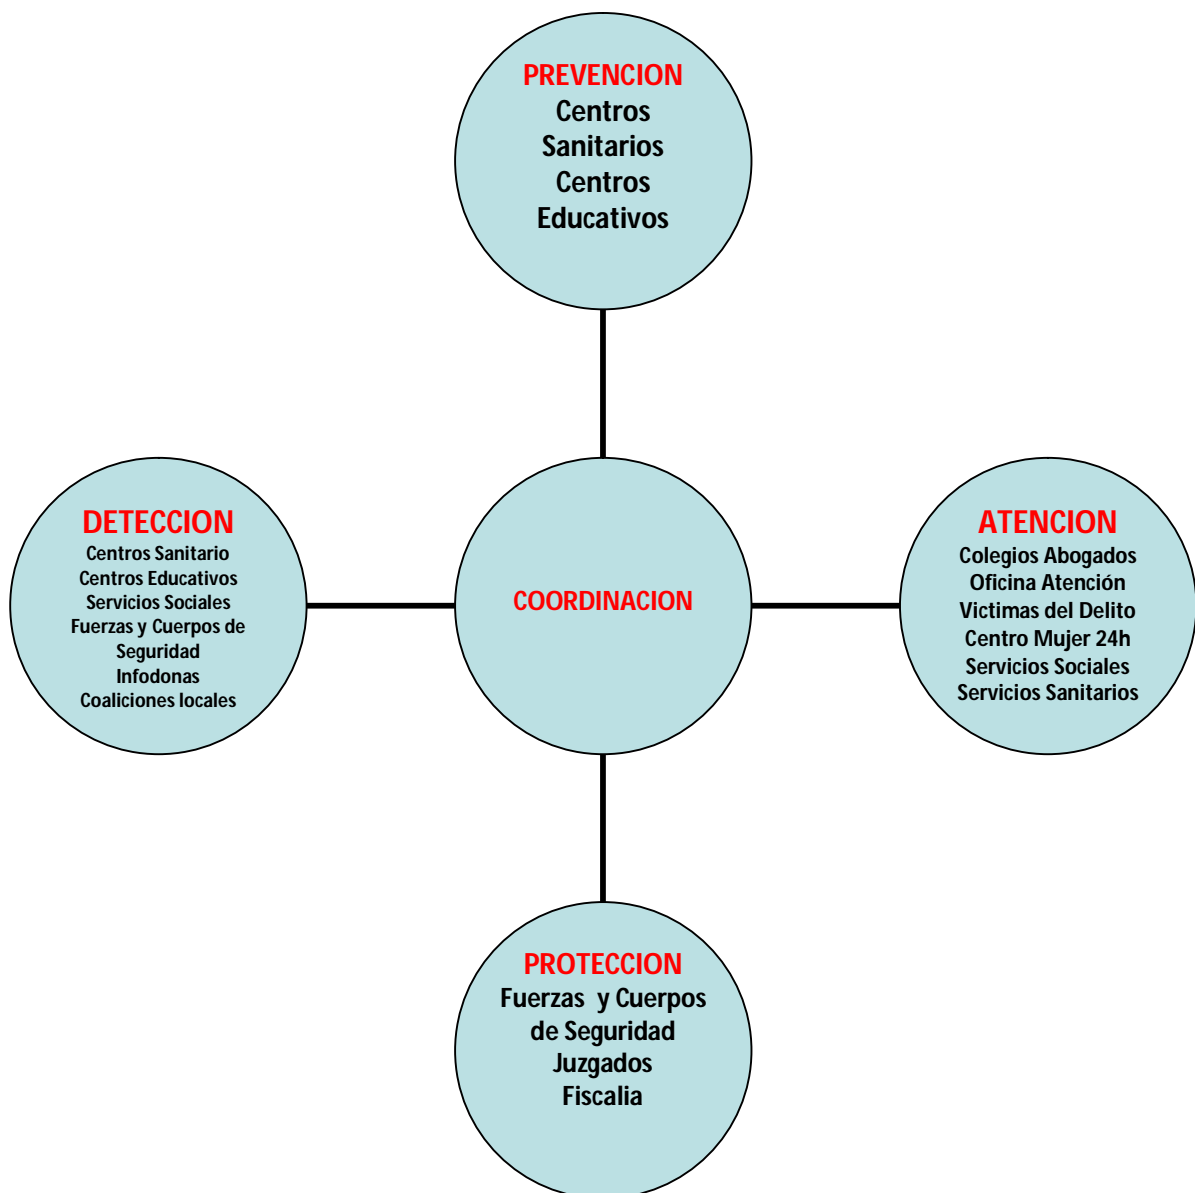 PREVENCION
Centros
Sanitarios
Centros
Educativos
DETECCION
Centros Sanitario
Centros Educativos
Servicios Sociales
Fuerzas y Cuerpos de
Seguridad
Infodonas
Coaliciones locales
COORDINACION
ATENCION
Colegios Abogados
Oficina Atención
Victimas del Delito
Centro Mujer 24h
Servicios Sociales
Servicios Sanitarios
PROTECCION
Fuerzas y Cuerpos
de Seguridad
Juzgados
Fiscalia